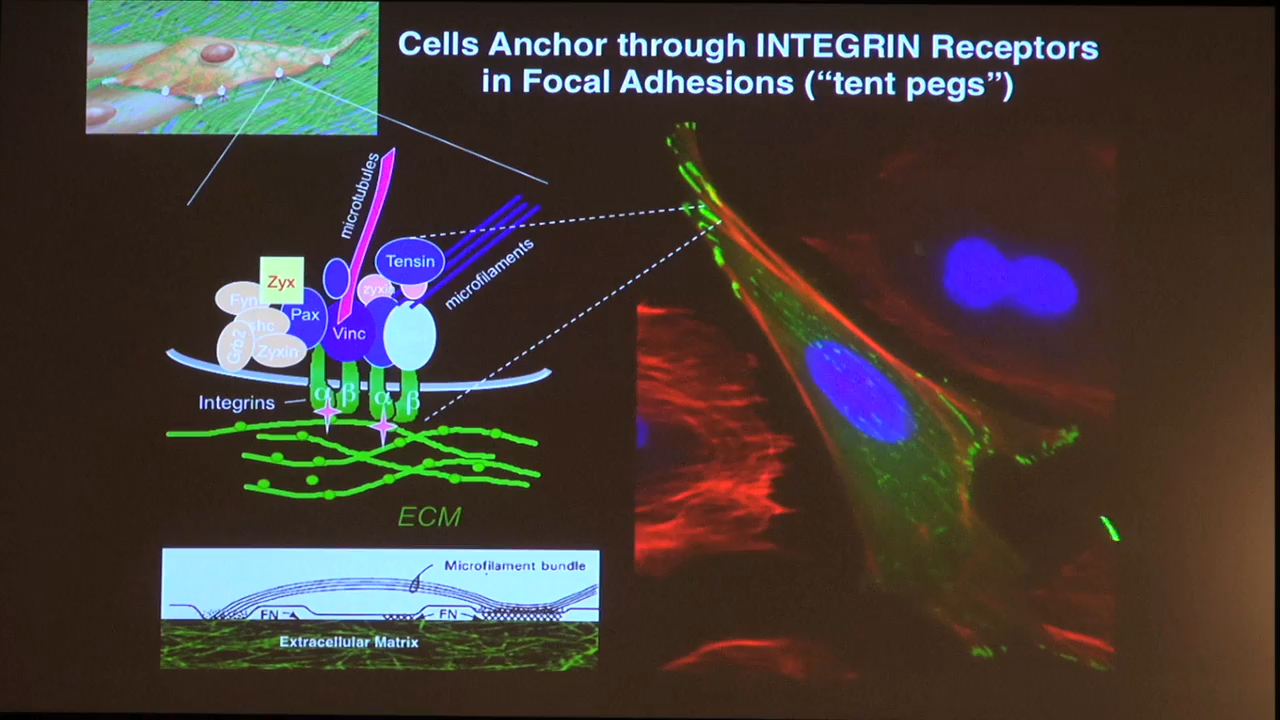 Cells Anchor through INTEGRIN Receptors
in Focal Adhesions (“tent pegs”)
microtubules
microfilaments
Tensin
Zyx
zyxin
Fyn
Pax
shc
Vinc
Grb2
Zyxin
Integrins
α β α β
ECM
Microfilament bundle
FN
FN
Extracellular Matrix